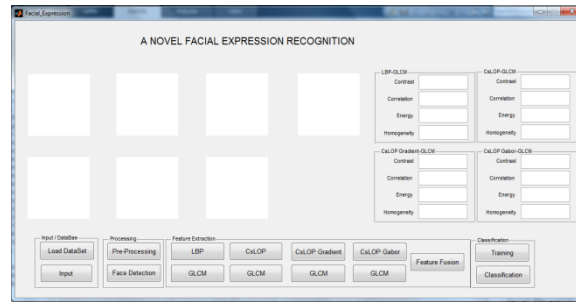 Facial_Expression
A NOVEL FACIAL EXPRESSION RECOGNITION
LBP-GLCM
Contrast
Correlation
Energy
Homogeneity
CsLOP-GLCM
Contrast
Correlation
Energy
Homogeneity
CsLOP Gradient-GLCM
Contrast
Correlation
Energy
Homogeneity
CsLOP Gabor-GLCM
Contrast
Correlation
Energy
Homogeneity
Input / DataBae
Load DataSet
Input
Processing
Pre-Processing
Face Detection
Feature Extraction
LBP
CsLOP
CsLOP Gradient
CsLOP Gabor
GLCM
GLCM
GLCM
GLCM
Feature Fusion
Classification
Training
Classification